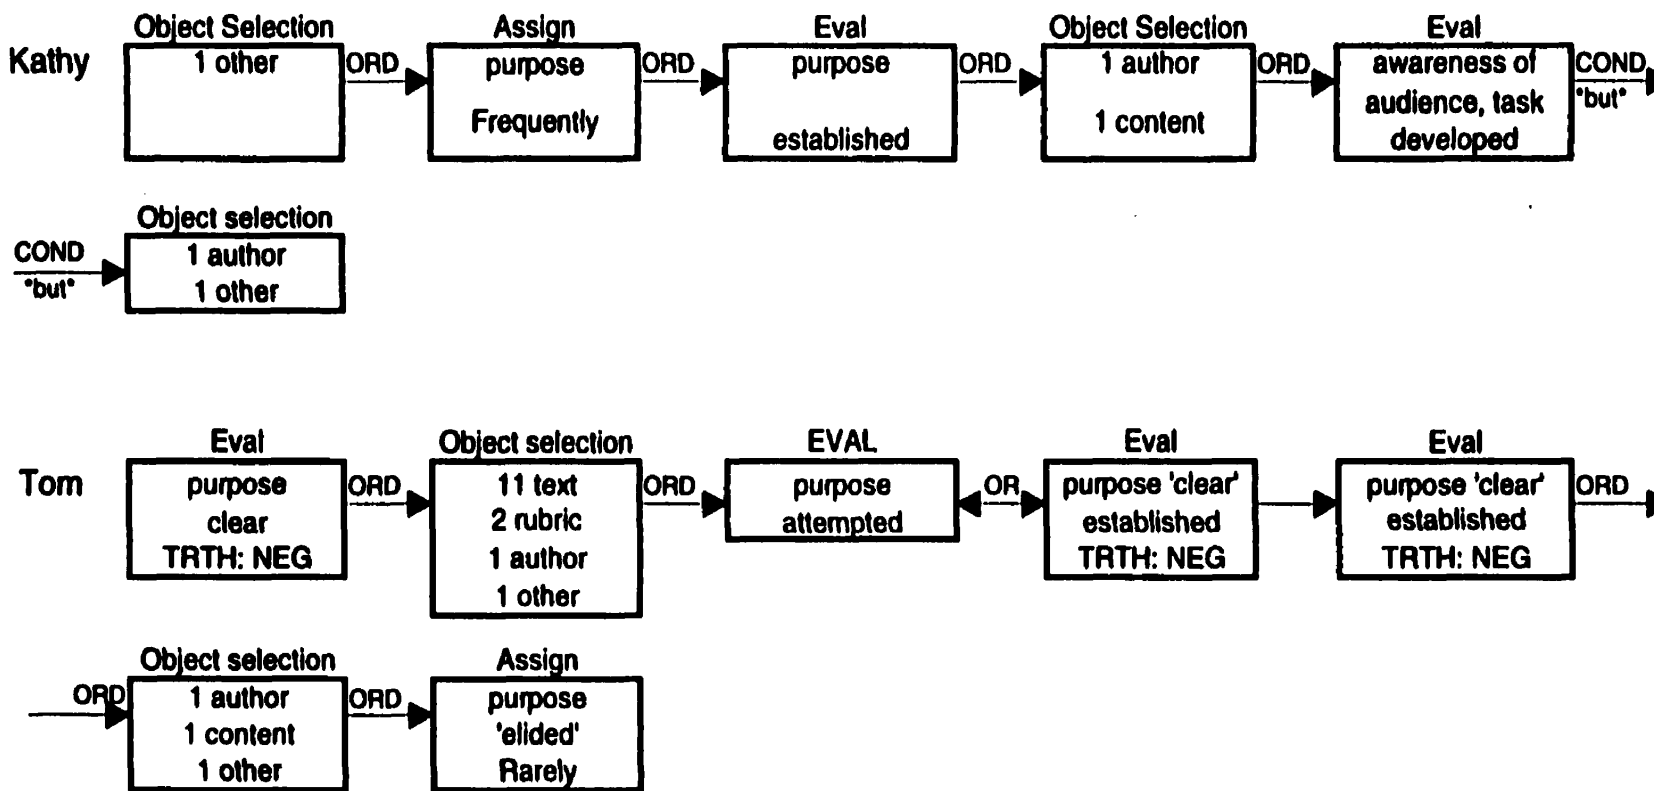 Object Selection Assign Eval Object Selection Eval
Kathy 1 other ORD purpose ORD purpose ORD 1 author ORD awareness of COND
Frequently established 1 content audience, task "but"
developed
Object selection
COND 1 author
"but" 1 other
Eval Object selection EVAL Eval Eval
Tom purpose ORD 11 text ORD purpose OR purpose 'clear' purpose 'clear' ORD
clear 2 rubric attempted established established
TRTH: NEG 1 author TRTH: NEG TRTH: NEG
1 other
Object selection Assign
ORD 1 author ORD purpose
1 content 'elided'
1 other Rarely